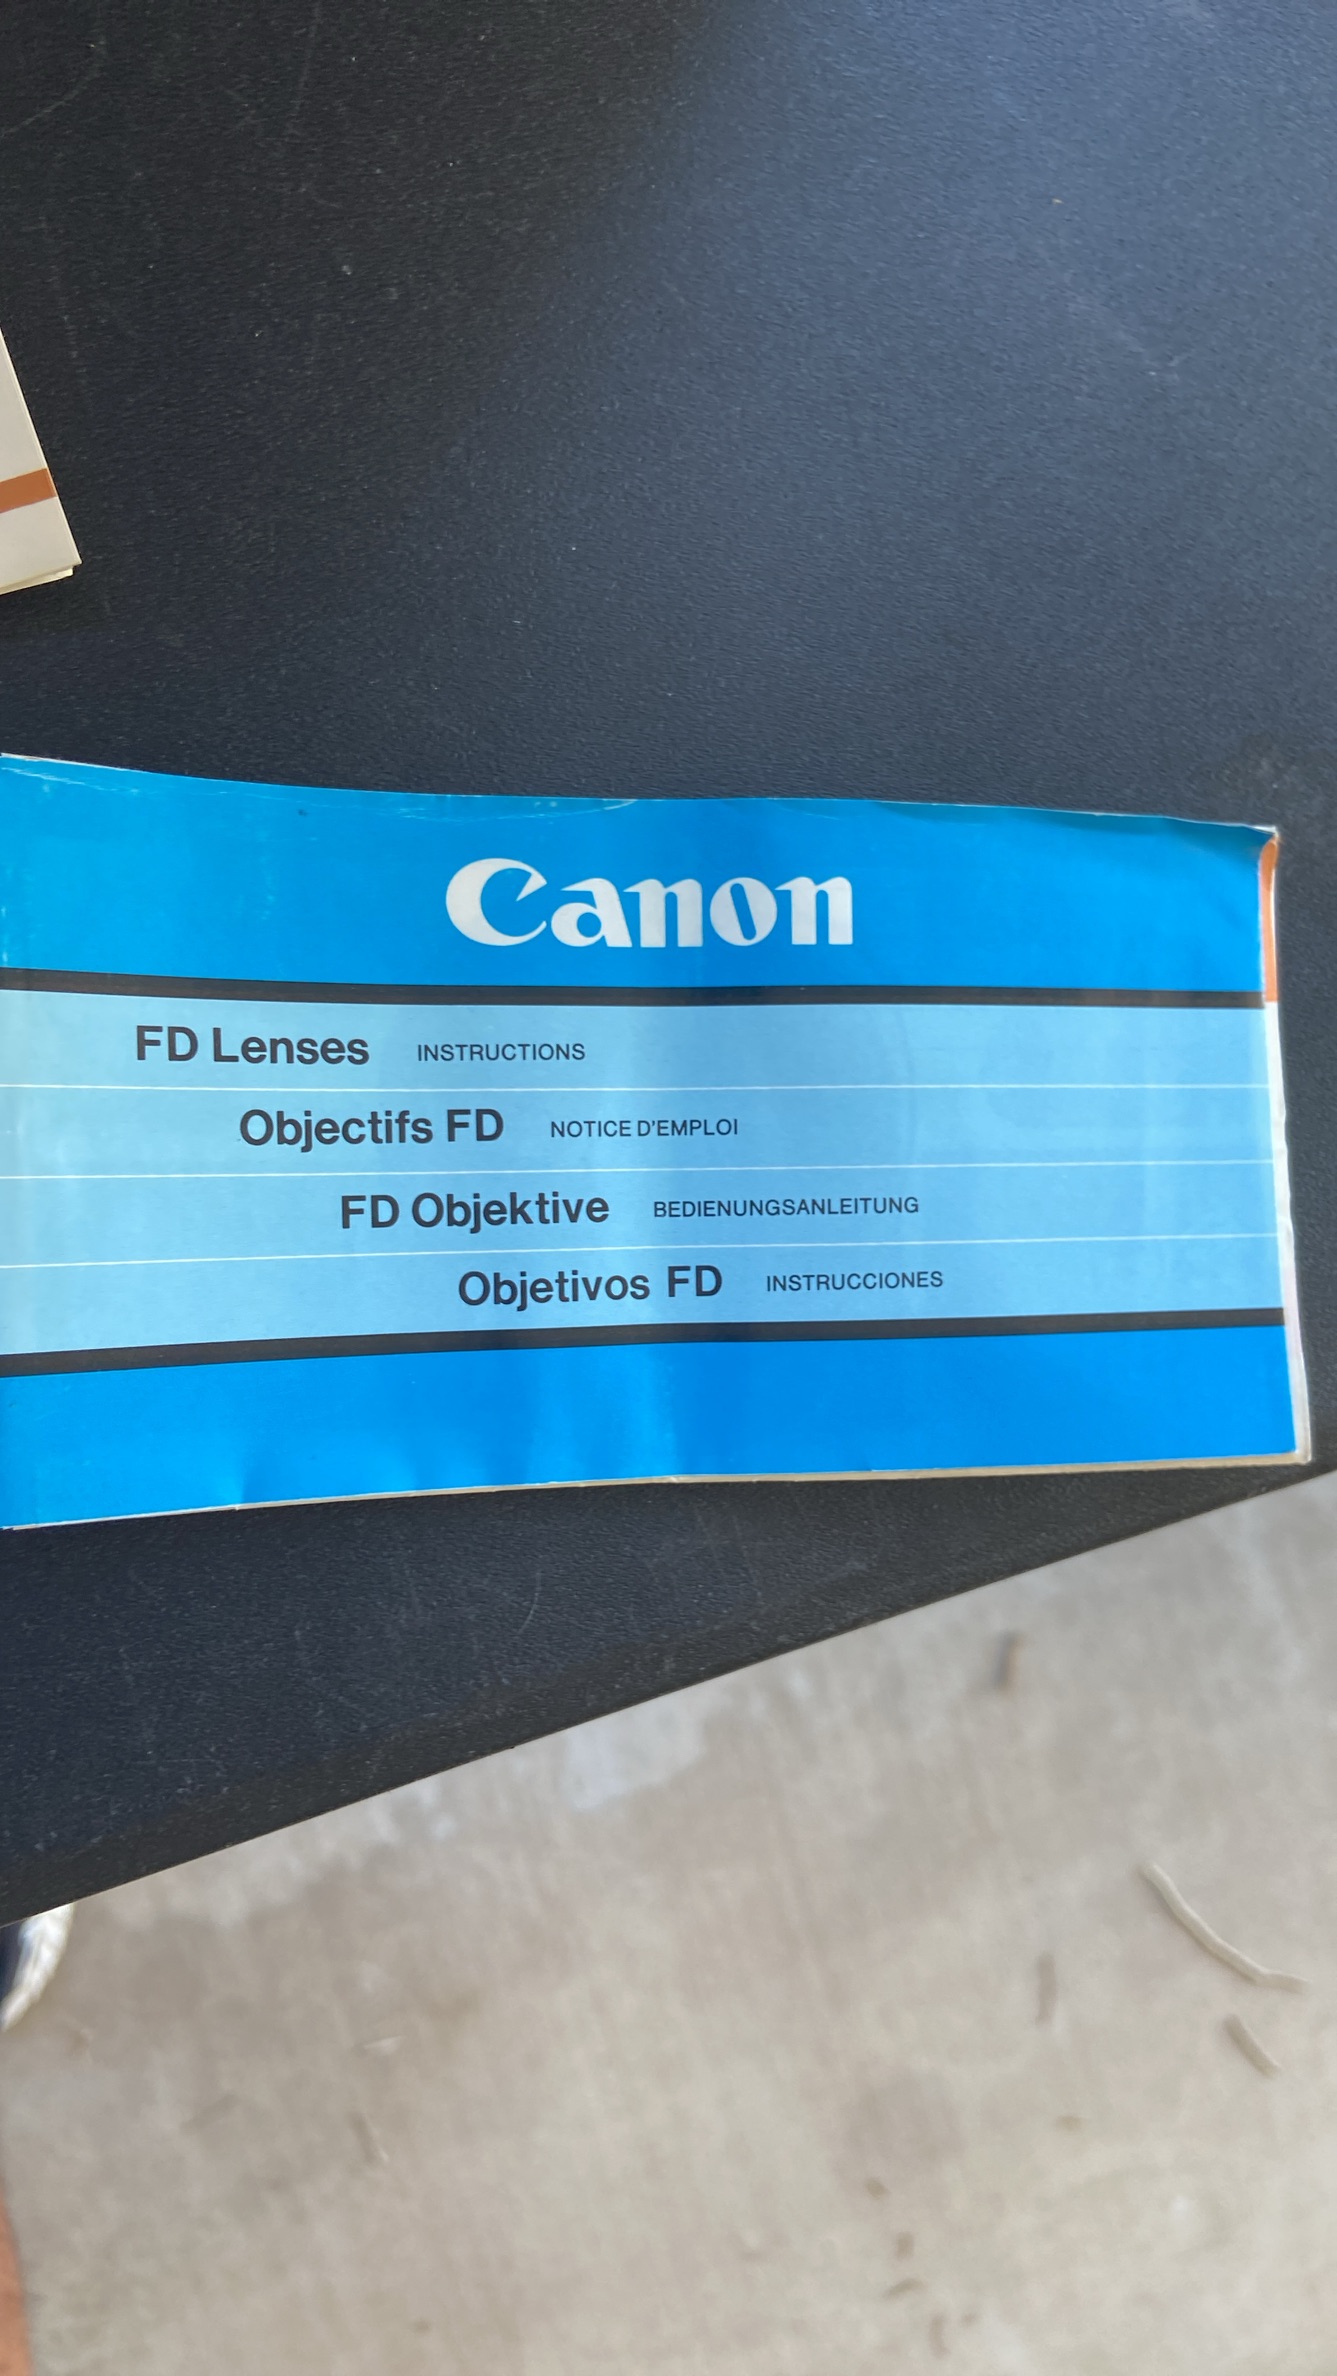 Canon
FD Lenses INSTRUCTIONS
Objectifs FD NOTICE D'EMPLOI
FD Objektive BEDIENUNGSANLEITUNG
Objetivos FD INSTRUCCIONES